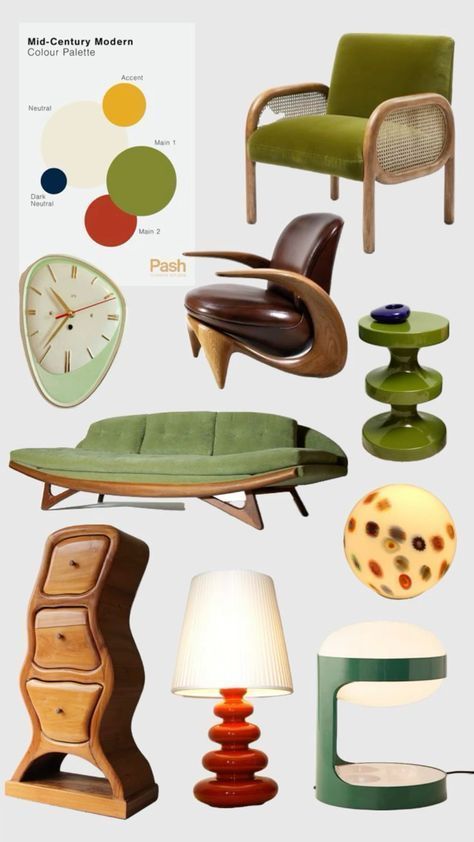 Mid-Century Modern
Colour Palette
Accent
Neutral
Main 1
Dark
Neutral
Main 2
Pash